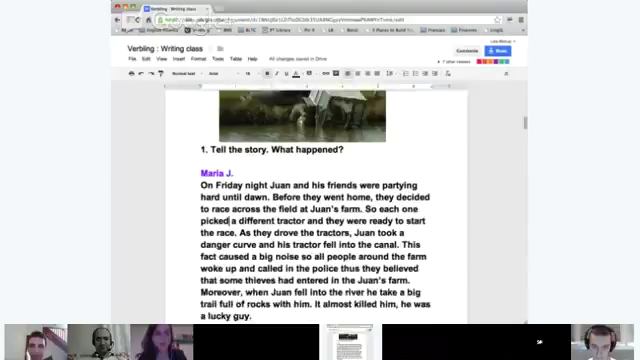 Verbling : Writing class
Verbling : Writing class
File Edit View Insert Format Tools
All changes saved in Drive
Comments
Normal text
Arial
1. Tell the story. What happened?
Maria J.
On Friday night Juan and his friends were partying
hard until dawn. Before they went home, they decided
to race across the field at Juan's farm. So each one
picked a different tractor and they were ready to start
the race. As they drove the tractors, Juan took a
danger curve and his tractor fell into the canal. This
fact caused a big noise so all people around the farm
woke up and called in the police thus they believed
that some thieves had entered in the Juan's farm.
Moreover, when Juan fell into the river he take a big
trail full of rocks with him. It almost killed him, he was
a lucky guy.